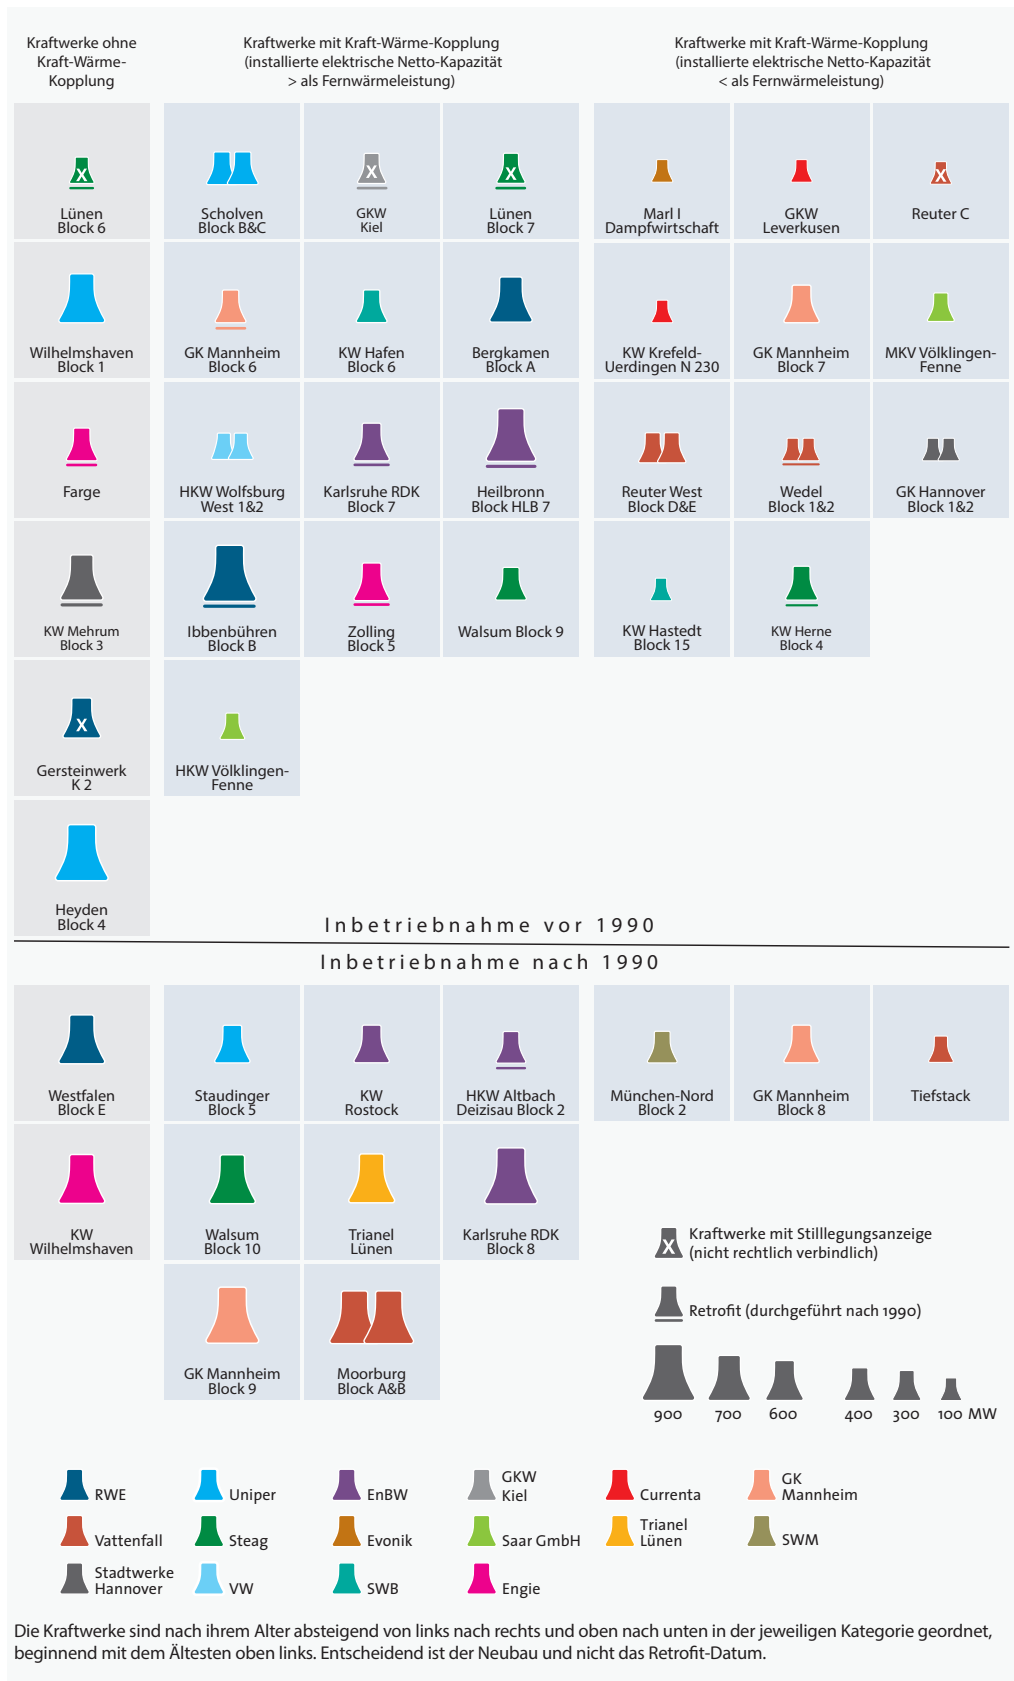 Kraftwerke ohne
Kraft-Wärme-
Kopplung
Kraftwerke mit Kraft-Wärme-Kopplung
(installierte elektrische Netto-Kapazität
> als Fernwärmeleistung)
Kraftwerke mit Kraft-Wärme-Kopplung
(installierte elektrische Netto-Kapazität
< als Fernwärmeleistung)
X
Lünen
Block 6
Scholven
Block B&C
X
GKW
Kiel
X
Lünen
Block 7
Marl I
Dampfwirtschaft
GKW
Leverkusen
X
Reuter C
Wilhelmshaven
Block 1
GK Mannheim
Block 6
KW Hafen
Block 6
Bergkamen
Block A
KW Krefeld-
Uerdingen N 230
GK Mannheim
Block 7
MKV Völklingen-
Fenne
Farge
HKW Wolfsburg
West 1&2
Karlsruhe RDK
Block 7
Heilbronn
Block HLB 7
Reuter West
Block D&E
Wedel
Block 1&2
GK Hannover
Block 1&2
KW Mehrum
Block 3
Ibbenbühren
Block B
Zolling
Block 5
Walsum Block 9
KW Hastedt
Block 15
KW Herne
Block 4
X
Gersteinwerk
K 2
HKW Völklingen-
Fenne
Heyden
Block 4
Inbetriebnahme vor 1990
Inbetriebnahme nach 1990
Westfalen
Block E
Staudinger
Block 5
KW
Rostock
HKW Altbach
Deizisau Block 2
München-Nord
Block 2
GK Mannheim
Block 8
Tiefstack
KW
Wilhelmshaven
Walsum
Block 10
Trianel
Lünen
Karlsruhe RDK
Block 8
GK Mannheim
Block 9
Moorburg
Block A&B
X
Kraftwerke mit Stilllegungsanzeige
(nicht rechtlich verbindlich)
Retrofit (durchgeführt nach 1990)
900 700 600 400 300 100 MW
RWE
Uniper
EnBW
GKW
Kiel
Currenta
GK
Mannheim
Vattenfall
Steag
Evonik
Saar GmbH
Trianel
Lünen
SWM
Stadtwerke
Hannover
VW
SWB
Engie
Die Kraftwerke sind nach ihrem Alter absteigend von links nach rechts und oben nach unten in der jeweiligen Kategorie geordnet,
beginnend mit dem Ältesten oben links. Entscheidend ist der Neubau und nicht das Retrofit-Datum.